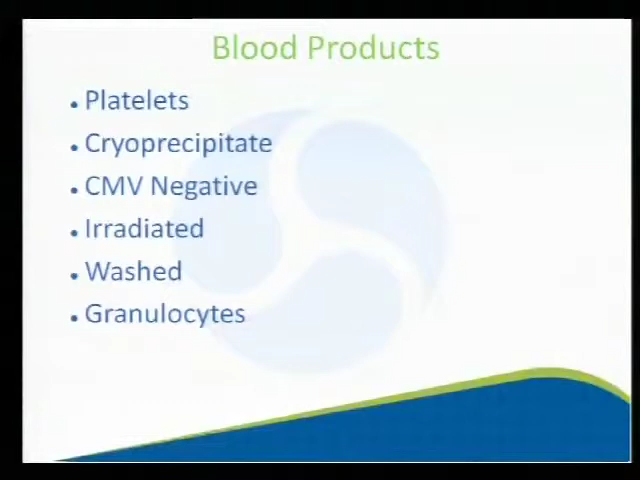 Blood Products
• Platelets
• Cryoprecipitate
• CMV Negative
• Irradiated
• Washed
• Granulocytes